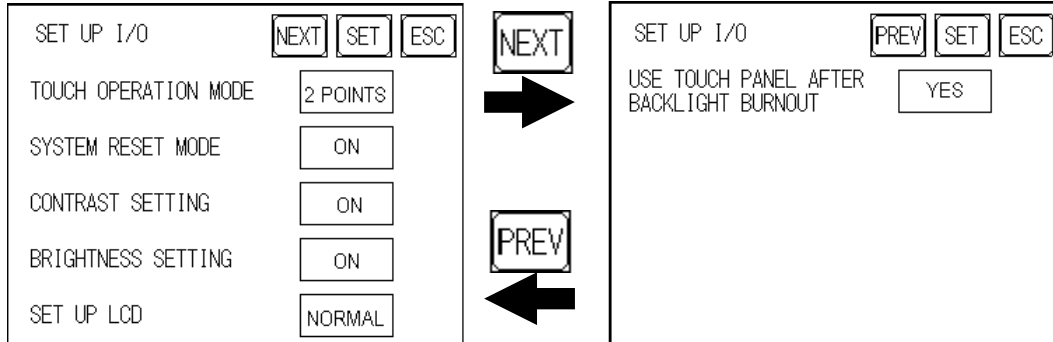 SET UP I/O NEXT SET ESC
TOUCH OPERATION MODE 2 POINTS
SYSTEM RESET MODE ON
CONTRAST SETTING ON
BRIGHTNESS SETTING ON
SET UP LCD NORMAL
NEXT
PREV
SET UP I/O PREV SET ESC
USE TOUCH PANEL AFTER
BACKLIGHT BURNOUT YES